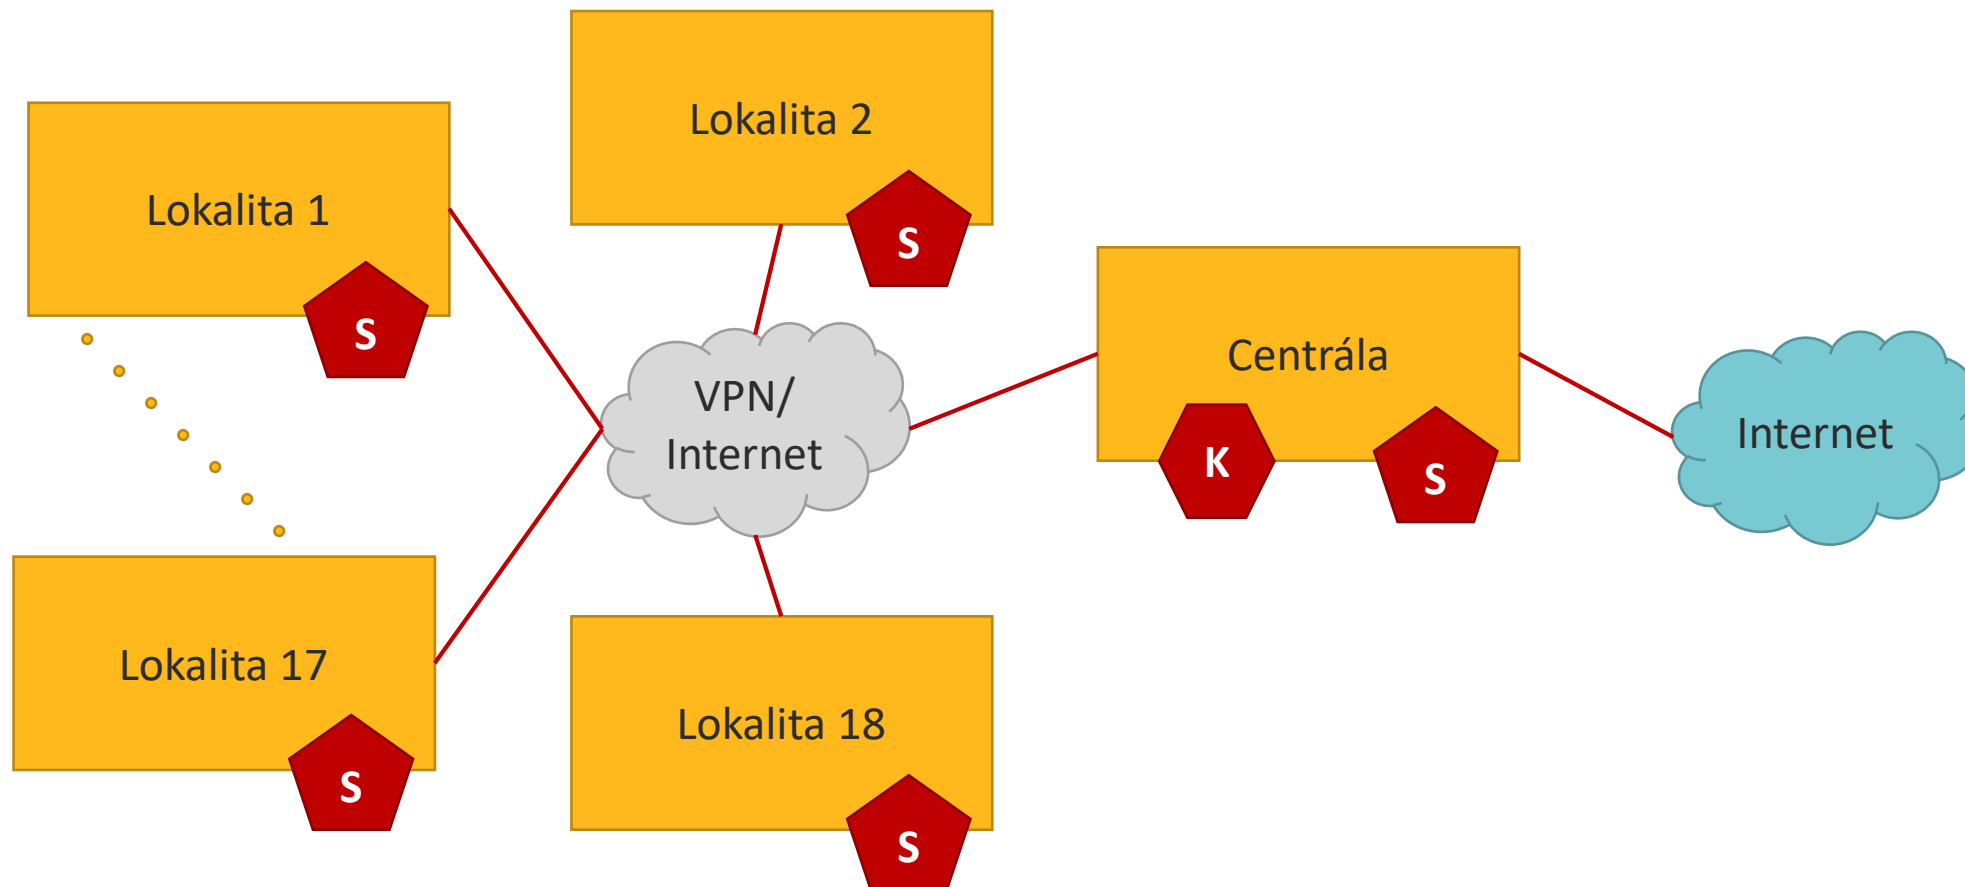 Lokalita 2
S
Lokalita 1
S
VPN/
Internet
Centrála
K
S
Internet
Lokalita 17
S
Lokalita 18
S